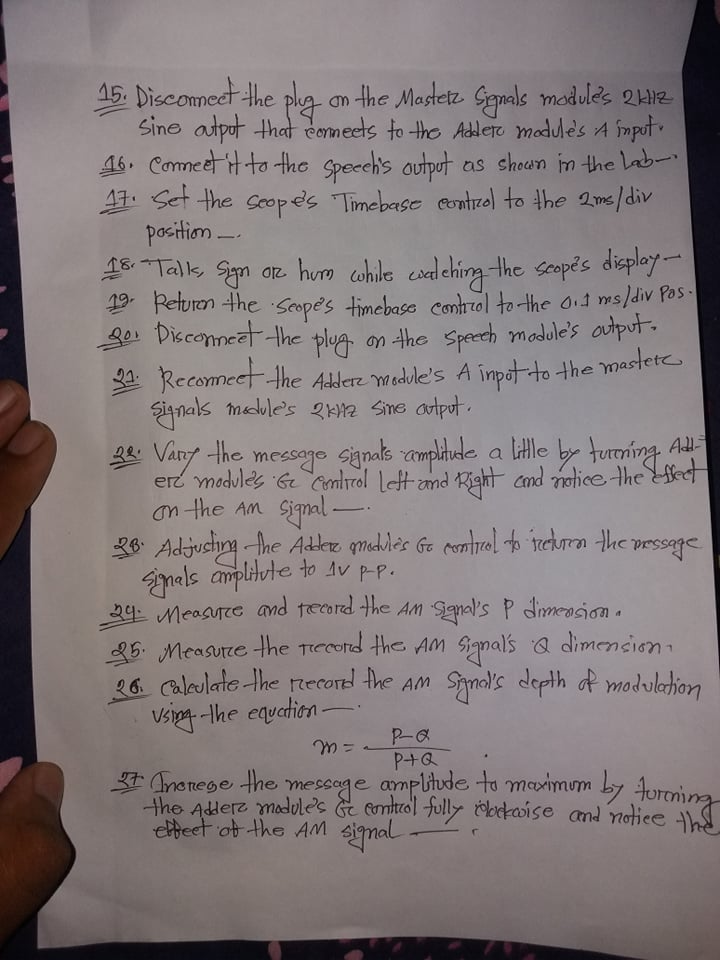 15. Disconnect the plug on the Master Signals module's 2kHz
Sine output that connects to the Adder module's A input.
16. Connect it to the speech's output as shown in the Lab—
17. Set the scope's Timebase control to the 2ms/div
position —.
18. Talk, Sign or hum while watching the scope's display—
19. Return the scope's timebase control to the 0.1 ms/div Pos.
20. Disconnect the plug on the speech module's output.
21. Reconnect the Adder module's A input to the master
Signals module's 2kHz Sine output.
22. Vary the message signal's amplitude a little by turning Add-
er module's G control Left and Right and notice the effect
on the AM Signal —.
23. Adjusting the Adder module's G control to return the message
signals amplitute to 1v p-p.
24. Measure and record the AM Signal's P dimension.
25. Measure the record the AM Signal's Q dimension.
26. Calculate the record the AM Signal's depth of modulation
Using the equation —.
m = P-Q / P+Q .
27 Increse the message amplitude to maximum by turning
the Adder module's G control fully clockwise and notice the
effect of the AM signal —.